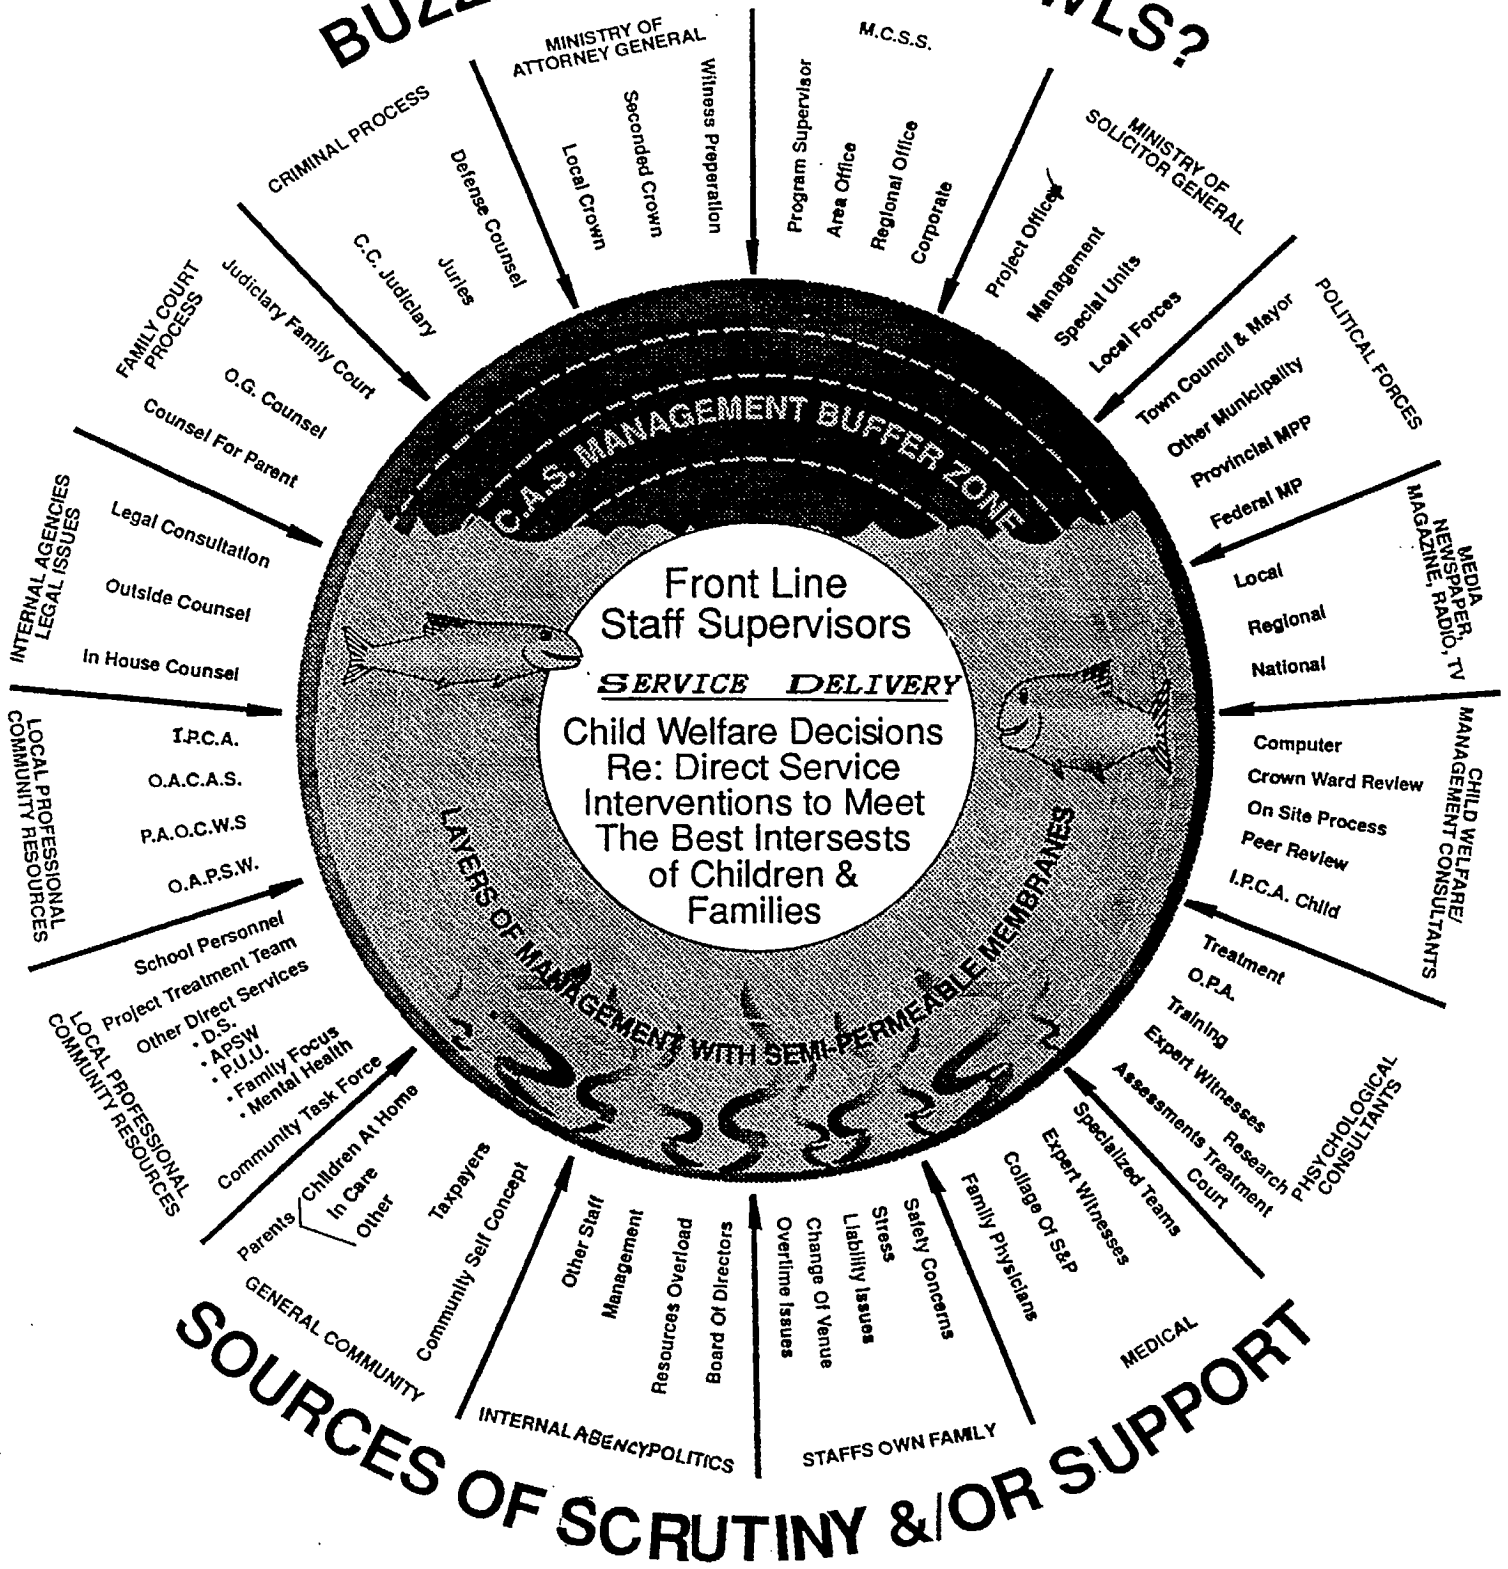 MINISTRY OF
ATTORNEY GENERAL
Local Crown
Seconded Crown
Witness Preparation
M.C.S.S.
Program Supervisor
Area Office
Regional Office
Corporate
MINISTRY OF
SOLICITOR GENERAL
Project Officer
Management
Special Units
Local Forces
POLITICAL FORCES
Town Council & Mayor
Other Municipality
Provincial MPP
Federal MP
MEDIA
NEWSPAPER,
MAGAZINE, RADIO, TV
Local
Regional
National
CHILD WELFARE/
MANAGEMENT CONSULTANTS
Computer
Crown Ward Review
On Site Process
Peer Review
I.P.C.A. Child
PHSYCHOLOGICAL
CONSULTANTS
Treatment
O.P.A.
Training
Expert Witnesses
Research
Assessments Treatment
Court
MEDICAL
Specialized Teams
Expert Witnesses
Collage Of S&P
Family Physicians
STAFFS OWN FAMILY
Safety Concerns
Stress
Liability Issues
Change Of Venue
Overtime Issues
INTERNAL AGENCY POLITICS
Board Of Directors
Resources Overload
Management
Other Staff
GENERAL COMMUNITY
Community Self Concept
Taxpayers
Parents
Children At Home
In Care
Other
LOCAL PROFESSIONAL
COMMUNITY RESOURCES
School Personnel
Project Treatment Team
Other Direct Services
• D.S.
• APSW
• P.U.U.
• Family Focus
• Mental Health
Community Task Force
LOCAL PROFESSIONAL
COMMUNITY RESOURCES
I.P.C.A.
O.A.C.A.S.
P.A.O.C.W.S
O.A.P.S.W.
INTERNAL AGENCIES
LEGAL ISSUES
Legal Consultation
Outside Counsel
In House Counsel
FAMILY COURT
PROCESS
Judiciary Family Court
O.G. Counsel
Counsel For Parent
CRIMINAL PROCESS
C.C. Judiciary
Juries
Defense Counsel
C.A.S. MANAGEMENT BUFFER ZONE
Front Line
Staff Supervisors
SERVICE DELIVERY
Child Welfare Decisions
Re: Direct Service
Interventions to Meet
The Best Intersests
of Children &
Families
LAYERS OF MANAGEMENT WITH SEMI-PERMEABLE MEMBRANES
SOURCES OF SCRUTINY &/OR SUPPORT